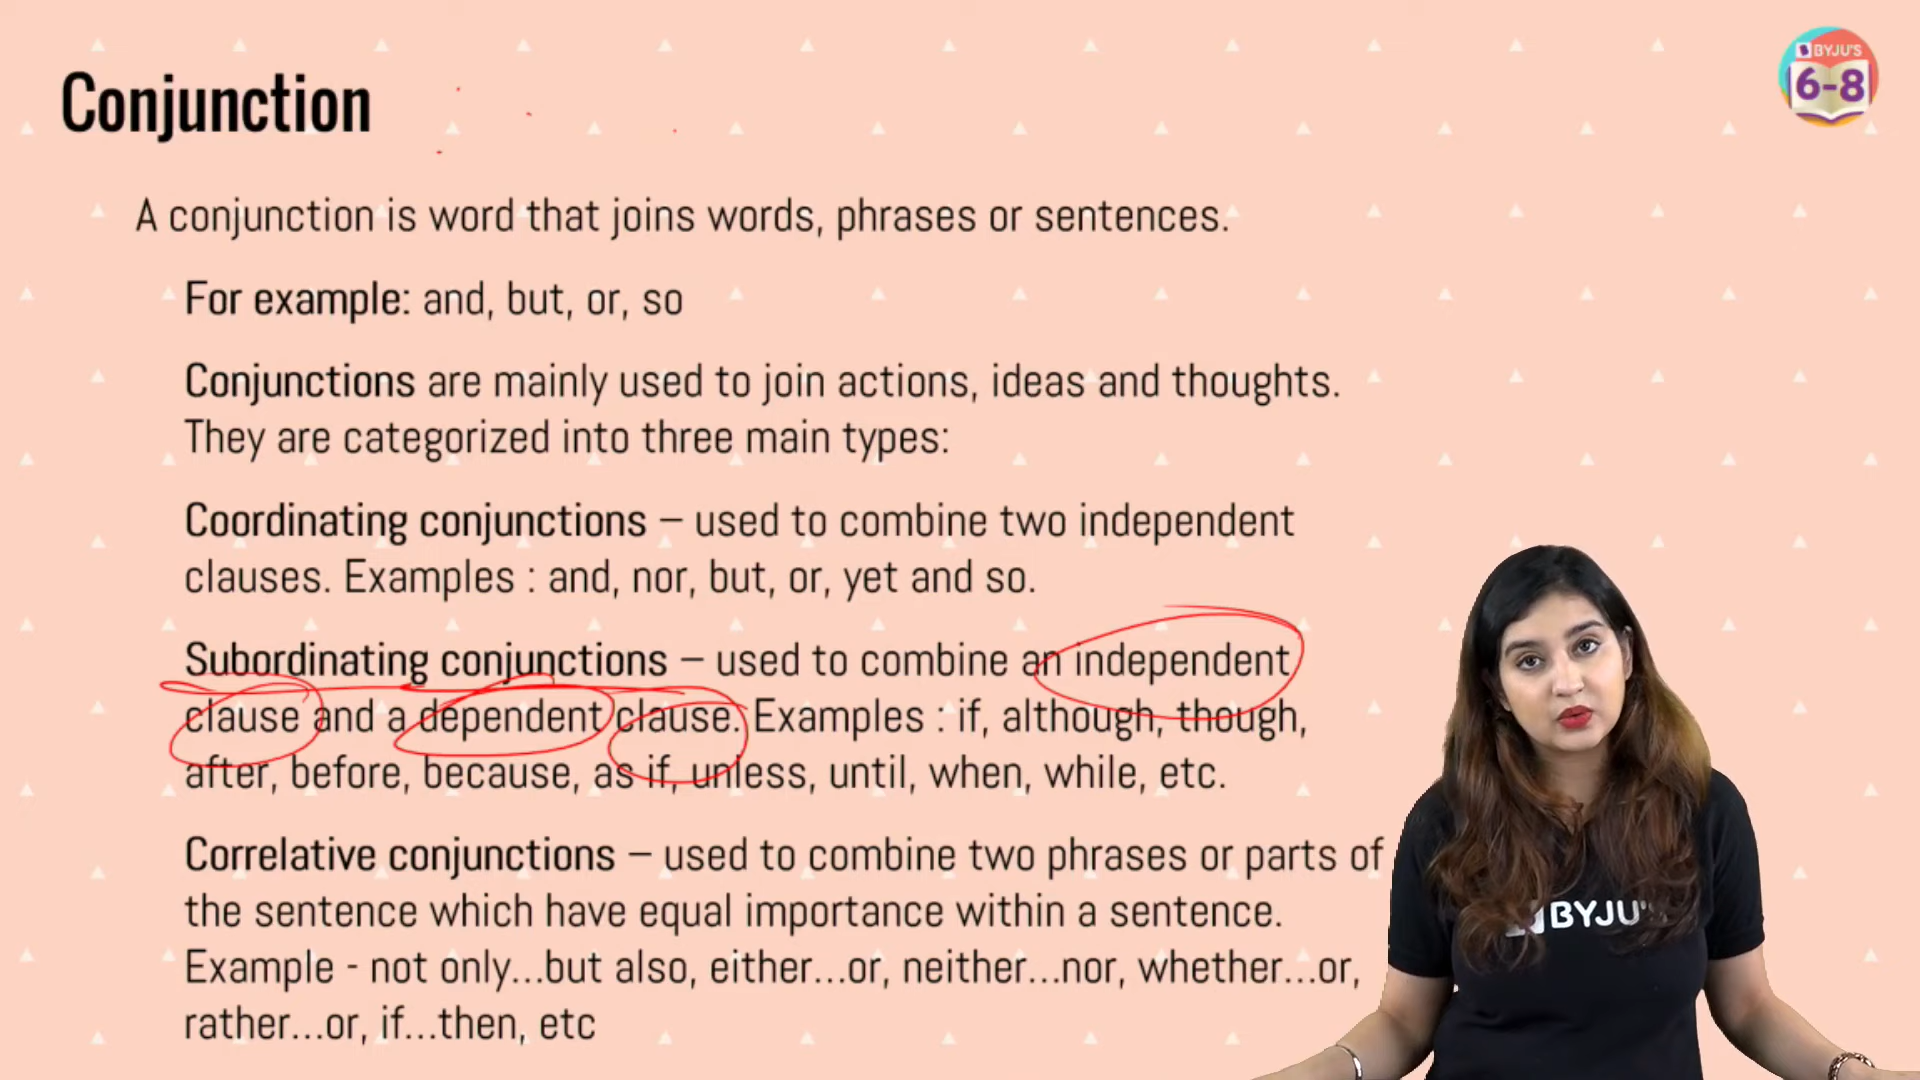 Conjunction
BYJU'S
6-8
A conjunction is word that joins words, phrases or sentences.
For example: and, but, or, so
Conjunctions are mainly used to join actions, ideas and thoughts.
They are categorized into three main types:
Coordinating conjunctions – used to combine two independent
clauses. Examples : and, nor, but, or, yet and so.
Subordinating conjunctions – used to combine an independent
clause and a dependent clause. Examples : if, although, though,
after, before, because, as if, unless, until, when, while, etc.
Correlative conjunctions – used to combine two phrases or parts of
the sentence which have equal importance within a sentence.
Example - not only...but also, either...or, neither...nor, whether...or,
rather...or, if...then, etc
BYJU'S